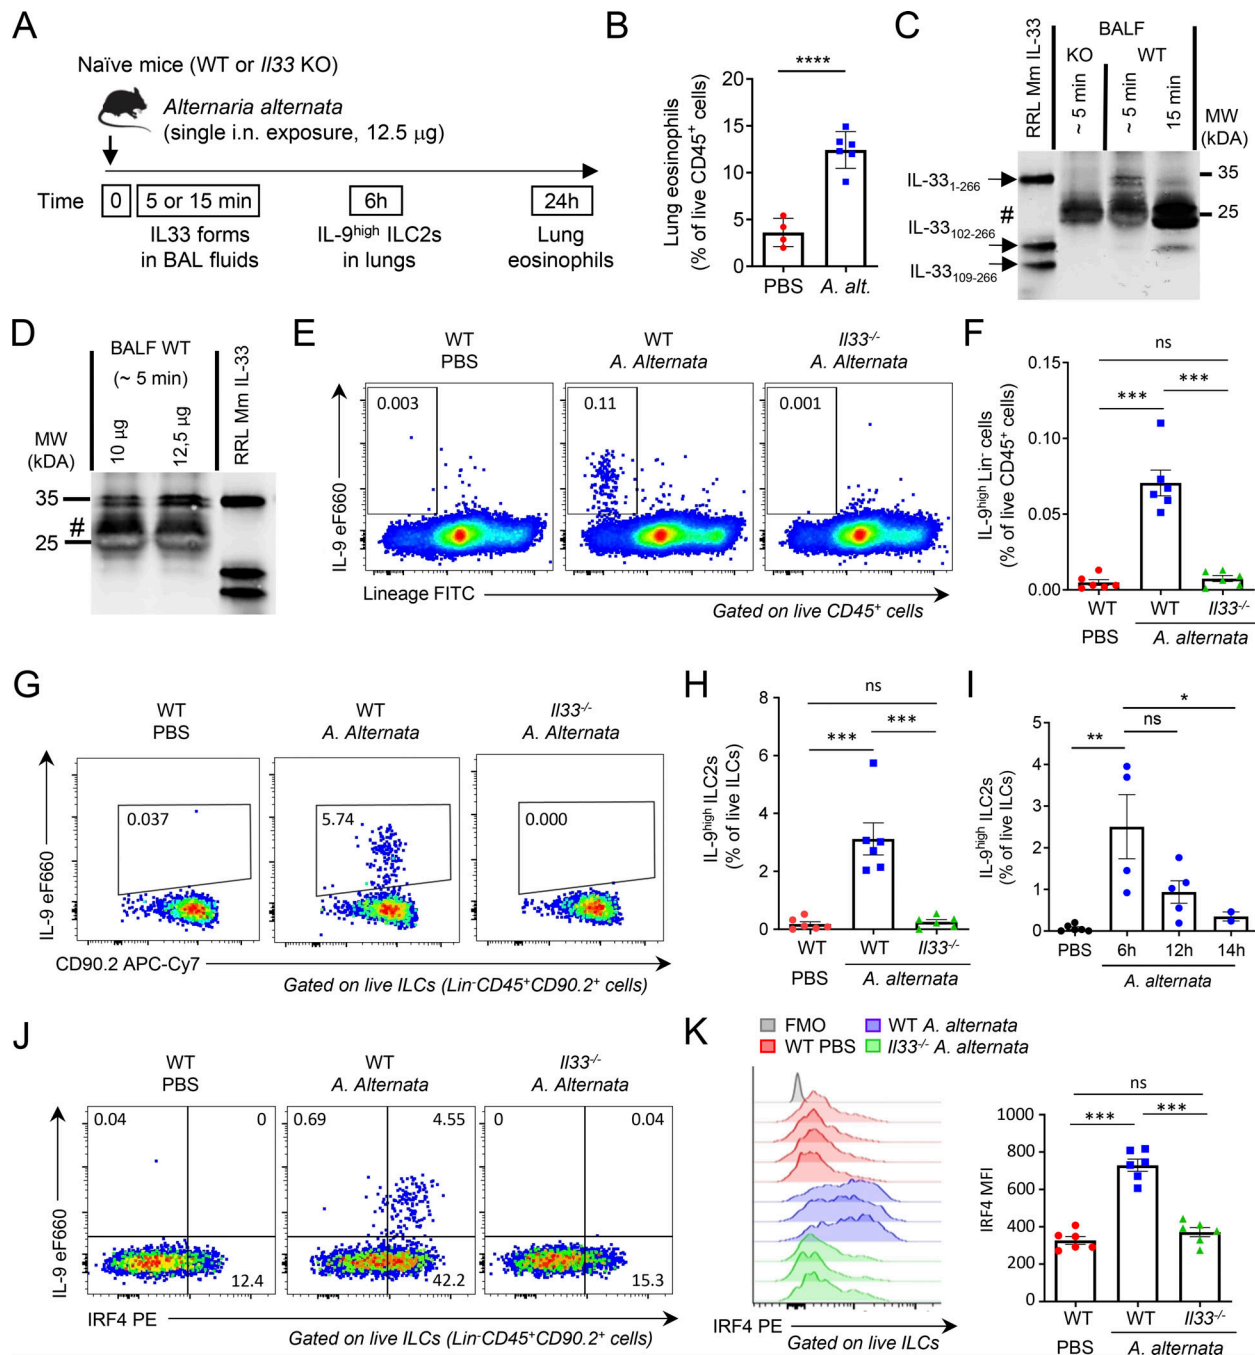 A
Naïve mice (WT or Il33 KO)
Alternaria alternata
(single i.n. exposure, 12.5 µg)
Time
0
5 or 15 min
6h
24h
IL33 forms
in BAL fluids
IL-9high ILC2s
in lungs
Lung
eosinophils
B
****
Lung eosinophils
(% of live CD45+ cells)
20
15
10
5
0
PBS
A. alt.
C
BALF
KO
WT
RRL Mm IL-33
~ 5 min
~ 5 min
15 min
MW
(kDA)
IL-331-266
#
IL-33102-266
IL-33109-266
35
25
D
BALF WT
(~ 5 min)
MW
(kDA)
10 µg
12,5 µg
RRL Mm IL-33
35
#
25
E
WT
PBS
WT
A. Alternata
Il33-/-
A. Alternata
0.003
0.11
0.001
IL-9 eF660
Lineage FITC
Gated on live CD45+ cells
F
ns
***
***
IL-9high Lin- cells
(% of live CD45+ cells)
0.15
0.10
0.05
0.00
WT
WT
Il33-/-
PBS
A. alternata
G
WT
PBS
WT
A. Alternata
Il33-/-
A. Alternata
0.037
5.74
0.000
IL-9 eF660
CD90.2 APC-Cy7
Gated on live ILCs (Lin-CD45+CD90.2+ cells)
H
ns
***
***
IL-9high ILC2s
(% of live ILCs)
8
6
4
2
0
WT
WT
Il33-/-
PBS
A. alternata
I
*
ns
**
IL-9high ILC2s
(% of live ILCs)
5
4
3
2
1
0
PBS
6h
12h
14h
A. alternata
J
WT
PBS
WT
A. Alternata
Il33-/-
A. Alternata
0.04
0
0.69
4.55
0
0.04
12.4
42.2
15.3
IL-9 eF660
IRF4 PE
Gated on live ILCs (Lin-CD45+CD90.2+ cells)
K
FMO
WT A. alternata
WT PBS
Il33-/- A. alternata
IRF4 PE
Gated on live ILCs
ns
***
***
IRF4 MFI
1000
800
600
400
200
0
WT
WT
Il33-/-
PBS
A. alternata